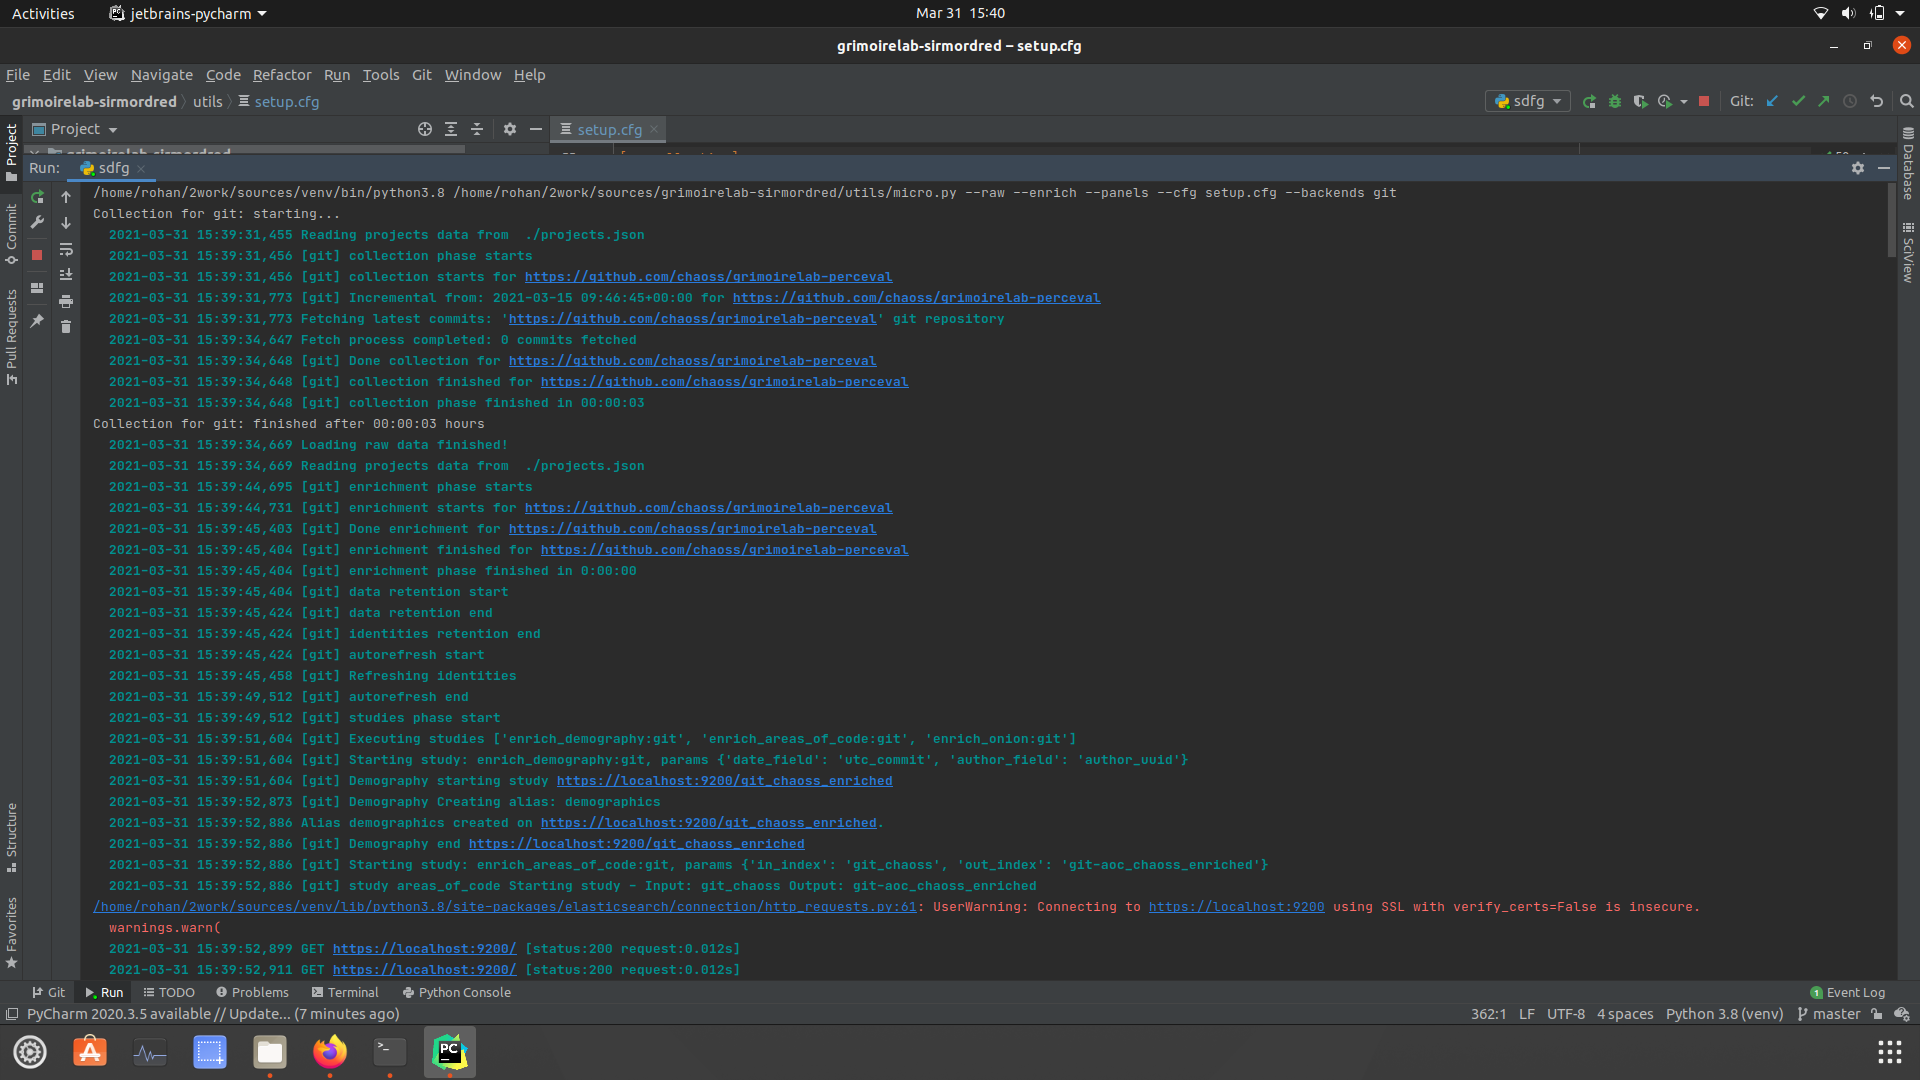 Activities jetbrains-pycharm Mar 31 15:40
grimoirelab-sirmordred – setup.cfg
File Edit View Navigate Code Refactor Run Tools Git Window Help
grimoirelab-sirmordred utils setup.cfg sdfg Git:
Project setup.cfg
grimoirelab-sirmordred
Run: sdfg
/home/rohan/2work/sources/venv/bin/python3.8 /home/rohan/2work/sources/grimoirelab-sirmordred/utils/micro.py --raw --enrich --panels --cfg setup.cfg --backends git
Collection for git: starting...
2021-03-31 15:39:31,455 Reading projects data from  ./projects.json
2021-03-31 15:39:31,456 [git] collection phase starts
2021-03-31 15:39:31,456 [git] collection starts for https://github.com/chaoss/grimoirelab-perceval
2021-03-31 15:39:31,773 [git] Incremental from: 2021-03-15 09:46:45+00:00 for https://github.com/chaoss/grimoirelab-perceval
2021-03-31 15:39:31,773 Fetching latest commits: 'https://github.com/chaoss/grimoirelab-perceval' git repository
2021-03-31 15:39:34,647 Fetch process completed: 0 commits fetched
2021-03-31 15:39:34,648 [git] Done collection for https://github.com/chaoss/grimoirelab-perceval
2021-03-31 15:39:34,648 [git] collection finished for https://github.com/chaoss/grimoirelab-perceval
2021-03-31 15:39:34,648 [git] collection phase finished in 00:00:03
Collection for git: finished after 00:00:03 hours
2021-03-31 15:39:34,669 Loading raw data finished!
2021-03-31 15:39:34,669 Reading projects data from  ./projects.json
2021-03-31 15:39:44,695 [git] enrichment phase starts
2021-03-31 15:39:44,731 [git] enrichment starts for https://github.com/chaoss/grimoirelab-perceval
2021-03-31 15:39:45,403 [git] Done enrichment for https://github.com/chaoss/grimoirelab-perceval
2021-03-31 15:39:45,404 [git] enrichment finished for https://github.com/chaoss/grimoirelab-perceval
2021-03-31 15:39:45,404 [git] enrichment phase finished in 0:00:00
2021-03-31 15:39:45,404 [git] data retention start
2021-03-31 15:39:45,424 [git] data retention end
2021-03-31 15:39:45,424 [git] identities retention end
2021-03-31 15:39:45,424 [git] autorefresh start
2021-03-31 15:39:45,458 [git] Refreshing identities
2021-03-31 15:39:49,512 [git] autorefresh end
2021-03-31 15:39:49,512 [git] studies phase start
2021-03-31 15:39:51,604 [git] Executing studies ['enrich_demography:git', 'enrich_areas_of_code:git', 'enrich_onion:git']
2021-03-31 15:39:51,604 [git] Starting study: enrich_demography:git, params {'date_field': 'utc_commit', 'author_field': 'author_uuid'}
2021-03-31 15:39:51,604 [git] Demography starting study https://localhost:9200/git_chaoss_enriched
2021-03-31 15:39:52,873 [git] Demography Creating alias: demographics
2021-03-31 15:39:52,886 Alias demographics created on https://localhost:9200/git_chaoss_enriched.
2021-03-31 15:39:52,886 [git] Demography end https://localhost:9200/git_chaoss_enriched
2021-03-31 15:39:52,886 [git] Starting study: enrich_areas_of_code:git, params {'in_index': 'git_chaoss', 'out_index': 'git-aoc_chaoss_enriched'}
2021-03-31 15:39:52,886 [git] study areas_of_code Starting study - Input: git_chaoss Output: git-aoc_chaoss_enriched
/home/rohan/2work/sources/venv/lib/python3.8/site-packages/elasticsearch/connection/http_requests.py:61: UserWarning: Connecting to https://localhost:9200 using SSL with verify_certs=False is insecure.
warnings.warn(
2021-03-31 15:39:52,899 GET https://localhost:9200/ [status:200 request:0.012s]
2021-03-31 15:39:52,911 GET https://localhost:9200/ [status:200 request:0.012s]
Project
Commit
Pull Requests
Structure
Favorites
Database
SciView
Git Run TODO Problems Terminal Python Console 1 Event Log
PyCharm 2020.3.5 available // Update... (7 minutes ago) 362:1 LF UTF-8 4 spaces Python 3.8 (venv) master
PC